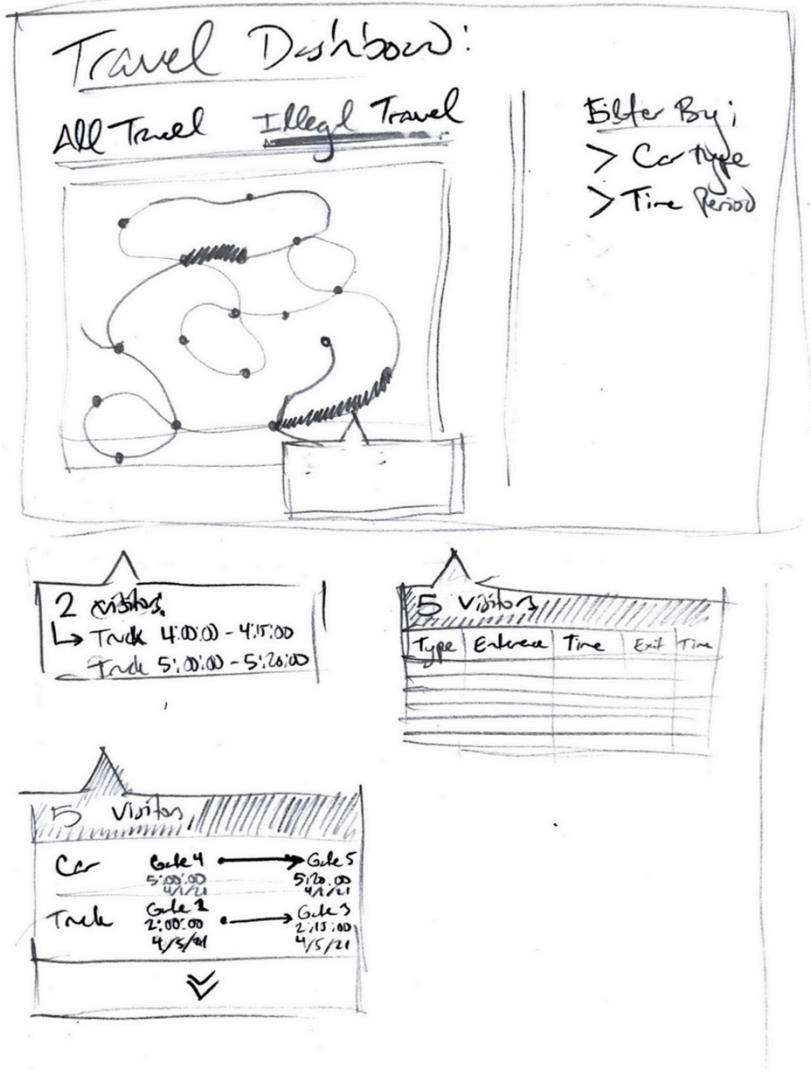 Travel Dashboard:
All Travel Illegal Travel
Filter By:
> Car type
> Time Period
2 visitors
↳ Truck 4:00:00 - 4:15:00
Truck 5:00:00 - 5:20:00
5 Visitors
Type Enterence Time Exit Time
5 Visitors
Car Gate 4 Gate 5
5:00:00 5:20:00
4/1/21 4/1/21
Truck Gate 2 Gate 3
2:00:00 2:15:00
4/5/21 4/5/21